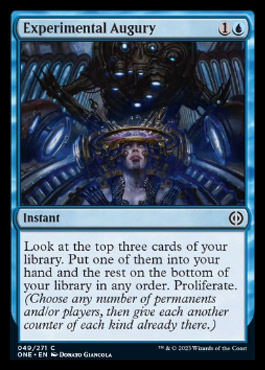 Experimental Augury 1
Instant
Look at the top three cards of your
library. Put one of them into your
hand and the rest on the bottom of
your library in any order. Proliferate.
(Choose any number of permanents
and/or players, then give each another
counter of each kind already there.)
049/271 C
ONE • EN Donato Giancola
™ & © 2023 Wizards of the Coast